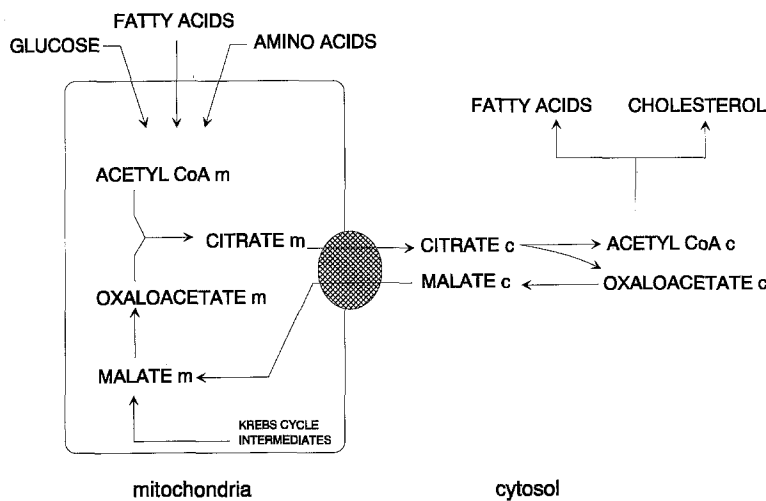 FATTY ACIDS
GLUCOSE
AMINO ACIDS
FATTY ACIDS
CHOLESTEROL
ACETYL CoA m
CITRATE m
CITRATE c
ACETYL CoA c
OXALOACETATE m
MALATE c
OXALOACETATE c
MALATE m
KREBS CYCLE
INTERMEDIATES
mitochondria
cytosol